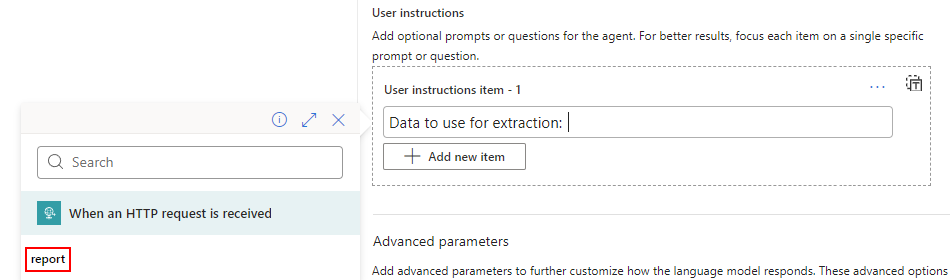 User instructions
Add optional prompts or questions for the agent. For better results, focus each item on a single specific
prompt or question.
User instructions item - 1
Data to use for extraction:
Add new item
Search
When an HTTP request is received
report
Advanced parameters
Add advanced parameters to further customize how the language model responds. These advanced options